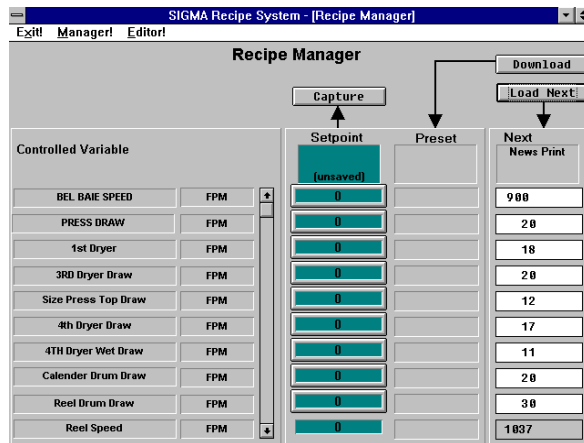 SIGMA Recipe System - [Recipe Manager]
Exit! Manager! Editor!
Recipe Manager
Download
Capture
Load Next
Setpoint Preset Next
Controlled Variable (unsaved) News Print
BEL BAIE SPEED FPM 0 900
PRESS DRAW FPM 0 20
1st Dryer FPM 0 18
3RD Dryer Draw FPM 0 20
Size Press Top Draw FPM 0 12
4th Dryer Draw FPM 0 17
4TH Dryer Wet Draw FPM 0 11
Calender Drum Draw FPM 0 20
Reel Drum Draw FPM 0 30
Reel Speed FPM 0 1037